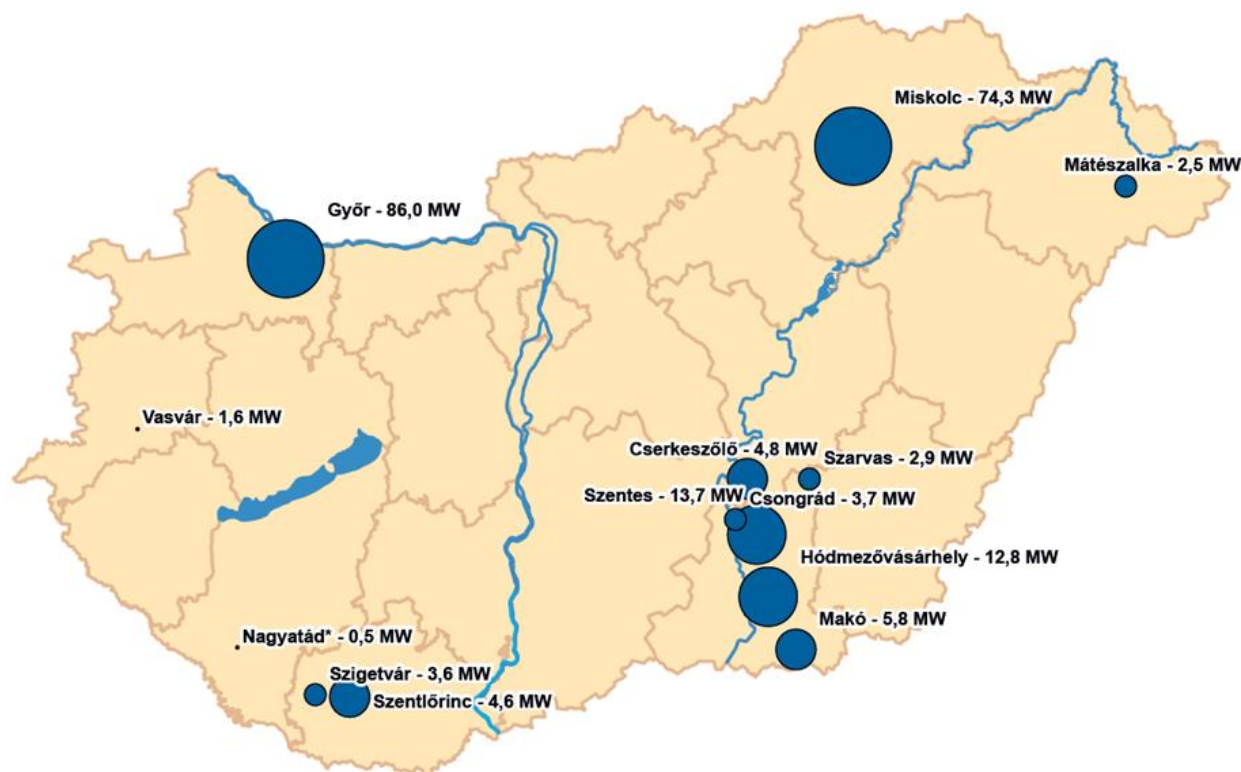 Miskolc - 74,3 MW
Mátészalka - 2,5 MW
Győr - 86,0 MW
Vasvár - 1,6 MW
Cserkeszőlő - 4,8 MW
Szarvas - 2,9 MW
Szentes - 13,7 MW
Csongrád - 3,7 MW
Hódmezővásárhely - 12,8 MW
Makó - 5,8 MW
Nagyatád* - 0,5 MW
Szigetvár - 3,6 MW
Szentlőrinc - 4,6 MW